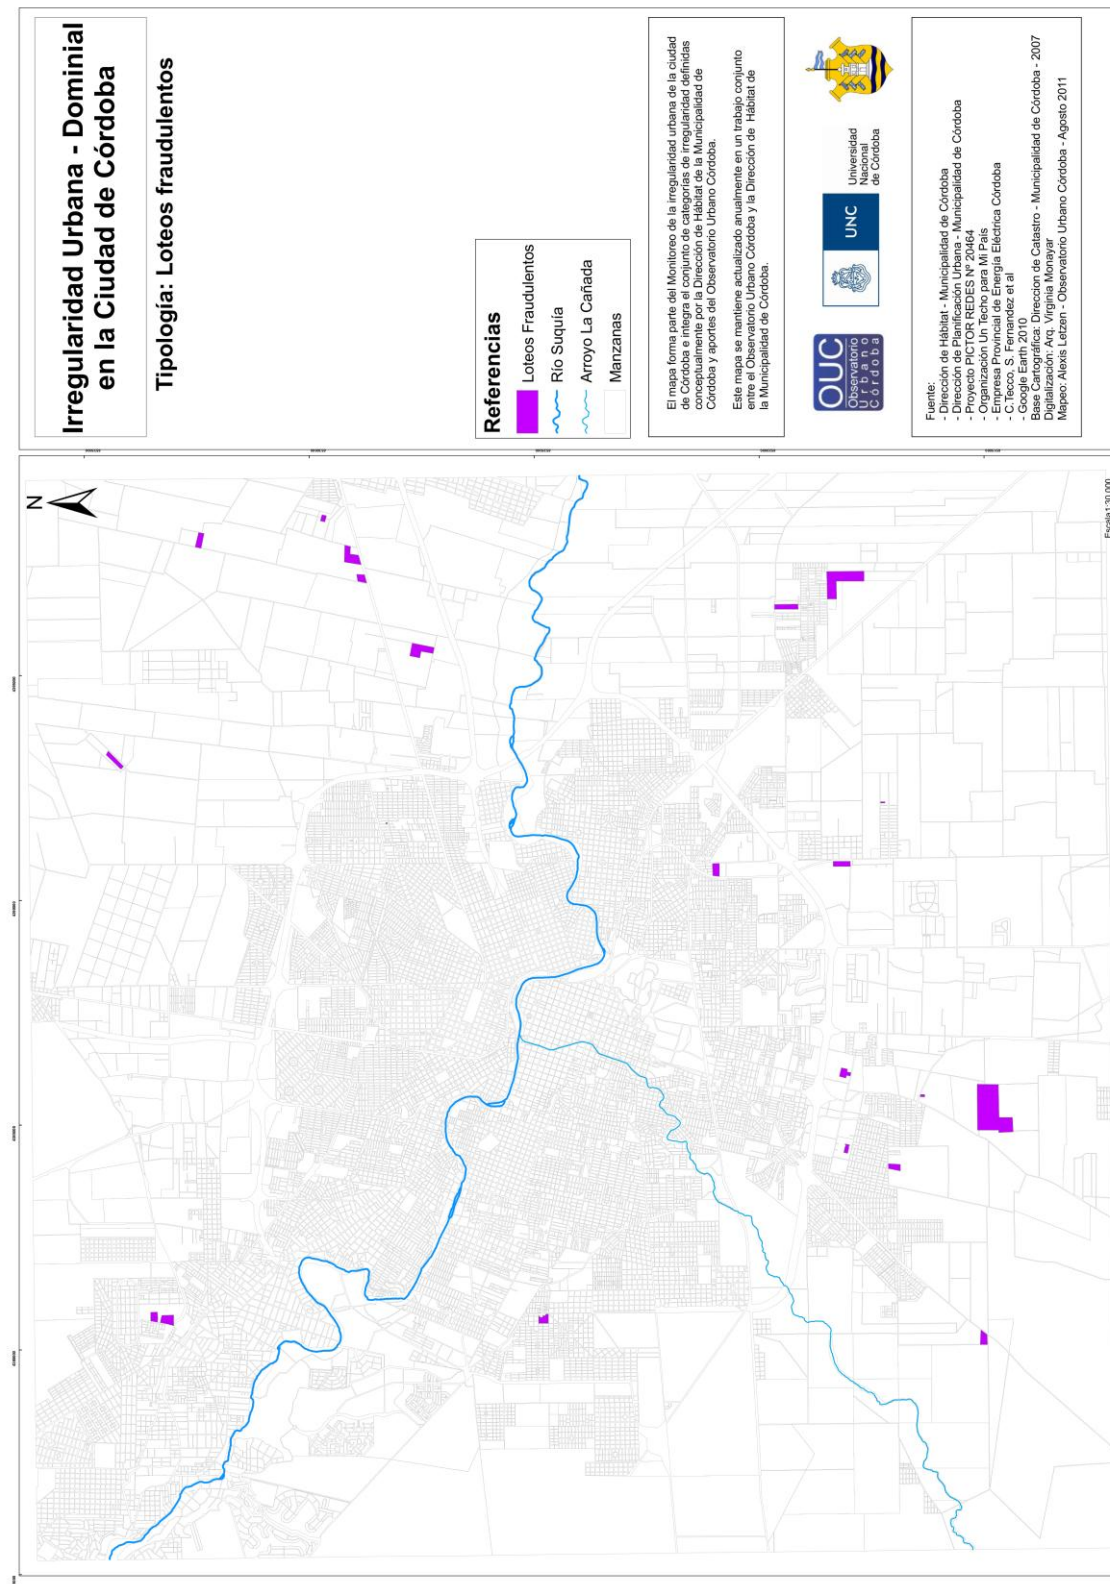 Irregularidad Urbana - Dominial
en la Ciudad de Córdoba
Tipología: Loteos fraudulentos
Referencias
Loteos Fraudulentos
Río Suquía
Arroyo La Cañada
Manzanas
El mapa forma parte del Monitoreo de la irregularidad urbana de la ciudad
de Córdoba e integra el conjunto de categorías de irregularidad definidas
conceptualmente por la Dirección de Hábitat de la Municipalidad de
Córdoba y aportes del Observatorio Urbano Córdoba.
Este mapa se mantiene actualizado anualmente en un trabajo conjunto
entre el Observatorio Urbano Córdoba y la Dirección de Hábitat de
la Municipalidad de Córdoba.
OUC
Observatorio
Urbano
Córdoba
UNC
Universidad
Nacional
de Córdoba
Fuente:
- Dirección de Hábitat - Municipalidad de Córdoba
- Dirección de Planificación Urbana - Municipalidad de Córdoba
- Proyecto PICTOR REDES Nº 20464
- Organización Un Techo para Mi País
- Empresa Provincial de Energía Eléctrica Córdoba
- C. Tecco, S. Fernandez et al
- Google Earth 2010
Base Cartográfica: Direccion de Catastro - Municipalidad de Córdoba - 2007
Digitalización: Arq. Virginia Monayar
Mapeo: Alexis Letzen - Observatorio Urbano Córdoba - Agosto 2011
N
Escala1:30.000